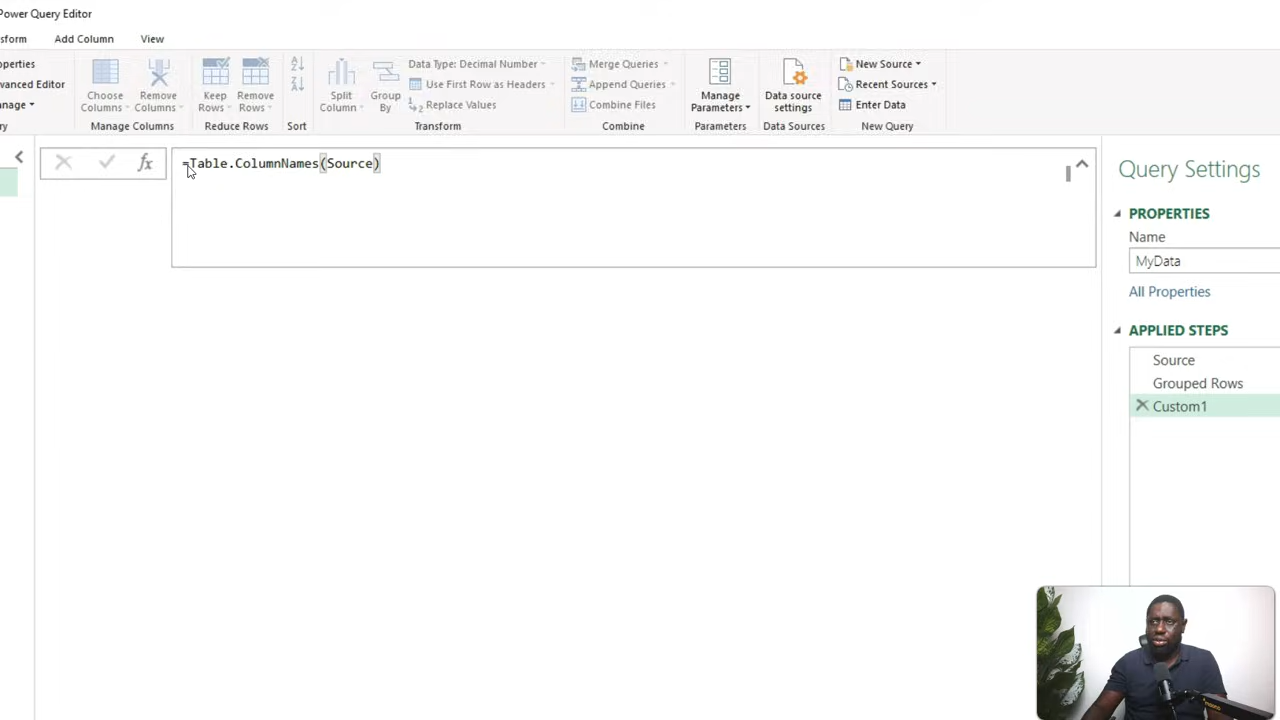 Power Query Editor
sform
Add Column
View
operties
vanced Editor
anage
ry
Choose
Columns
Remove
Columns
Manage Columns
Keep
Rows
Remove
Rows
Reduce Rows
Sort
Split
Column
Group
By
Data Type: Decimal Number
Use First Row as Headers
Replace Values
Transform
Merge Queries
Append Queries
Combine Files
Combine
Manage
Parameters
Parameters
Data source
settings
Data Sources
New Source
Recent Sources
Enter Data
New Query
fx
=Table.ColumnNames(Source)
Query Settings
PROPERTIES
Name
MyData
All Properties
APPLIED STEPS
Source
Grouped Rows
Custom1